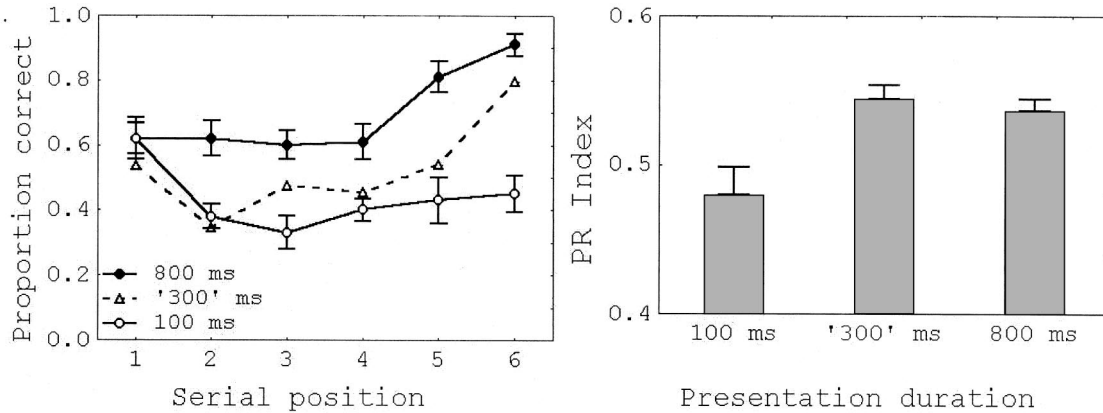 Proportion correct
1.0
0.8
0.6
0.4
0.2
0.0
800 ms
'300' ms
100 ms
1 2 3 4 5 6
Serial position
PR Index
0.6
0.5
0.4
100 ms '300' ms 800 ms
Presentation duration